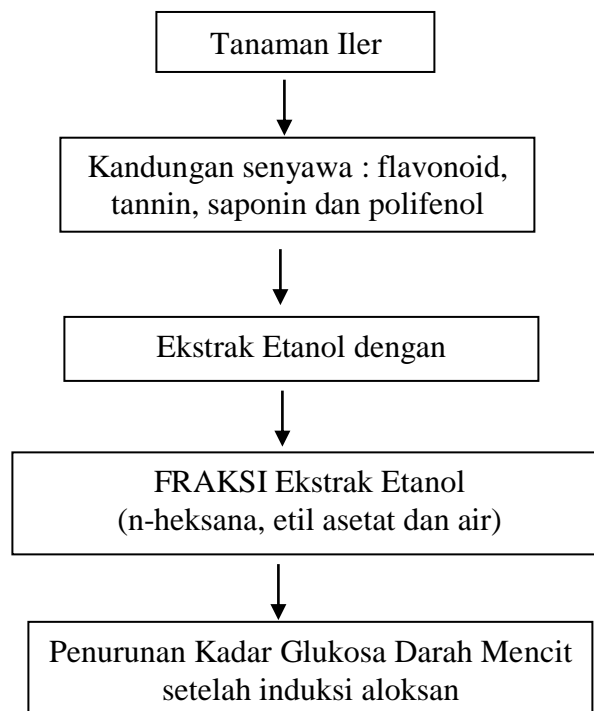 Tanaman Iler
Kandungan senyawa : flavonoid,
tannin, saponin dan polifenol
Ekstrak Etanol dengan
FRAKSI Ekstrak Etanol
(n-heksana, etil asetat dan air)
Penurunan Kadar Glukosa Darah Mencit
setelah induksi aloksan